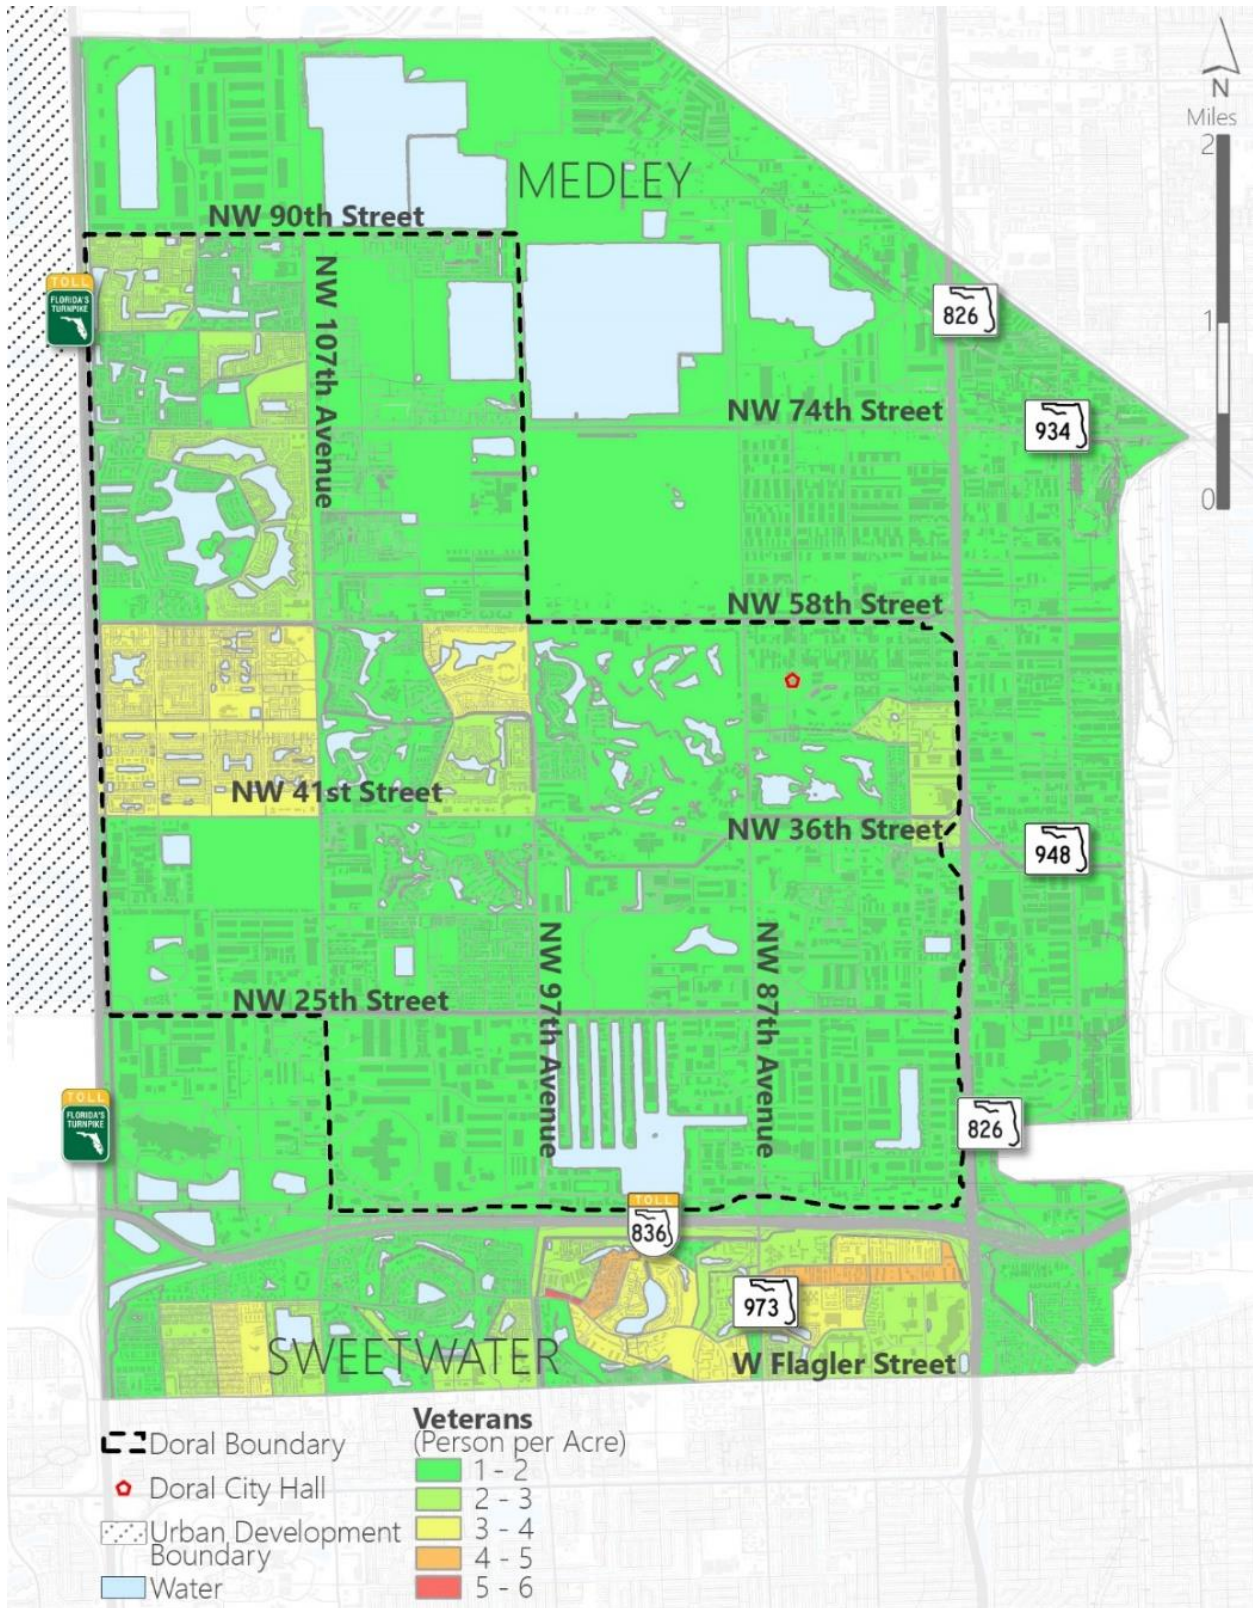 N
Miles
2
MEDLEY
NW 90th Street
TOLL
FLORIDA'S
TURNPIKE
NW 107th Avenue
826
1
NW 74th Street
934
0
NW 58th Street
NW 41st Street
NW 36th Street
948
NW 97th Avenue
NW 87th Avenue
NW 25th Street
TOLL
FLORIDA'S
TURNPIKE
826
TOLL
836
973
SWEETWATER
W Flagler Street
Doral Boundary
Doral City Hall
Urban Development
Boundary
Water
Veterans
(Person per Acre)
1 - 2
2 - 3
3 - 4
4 - 5
5 - 6